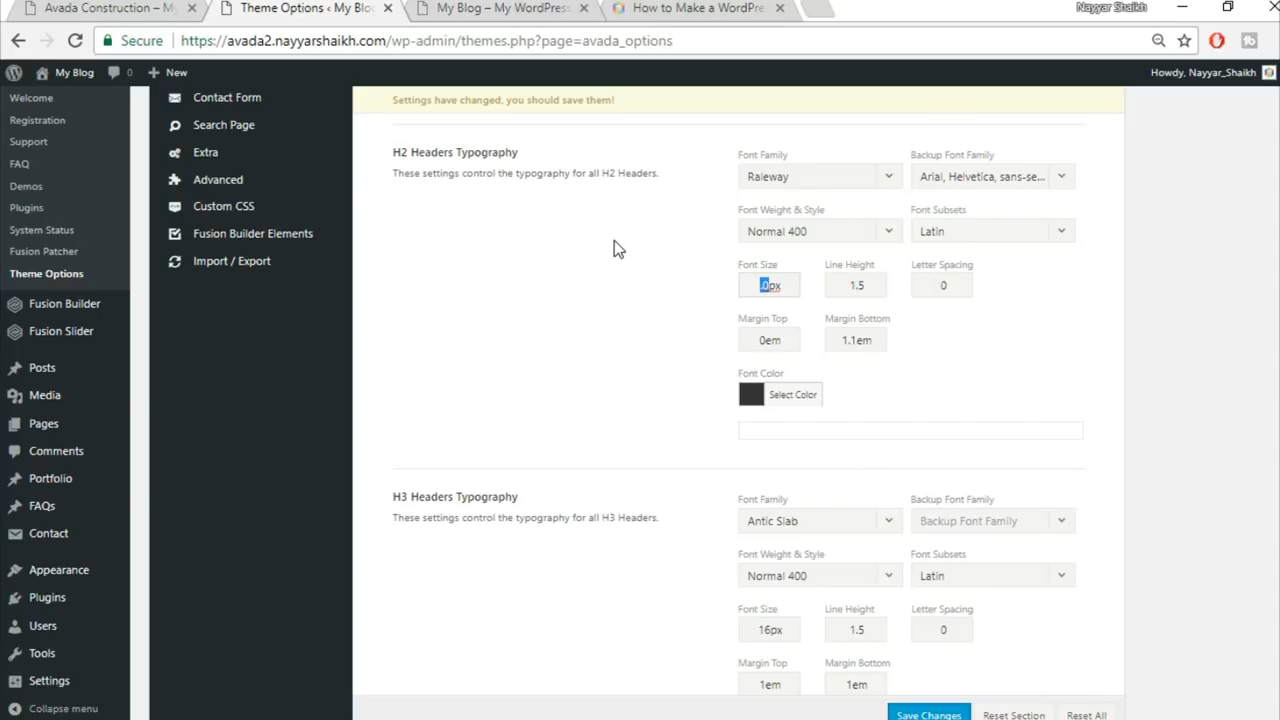 Avada Construction – My
Theme Options ‹ My Blog
My Blog – My WordPress
How to Make a WordPre
Nayyar Shaikh
Secure https://avada2.nayyarshaikh.com/wp-admin/themes.php?page=avada_options
My Blog 0 New Howdy, Nayyar_Shaikh
Welcome
Registration
Support
FAQ
Demos
Plugins
System Status
Fusion Patcher
Theme Options
Fusion Builder
Fusion Slider
Posts
Media
Pages
Comments
Portfolio
FAQs
Contact
Appearance
Plugins
Users
Tools
Settings
Collapse menu
Contact Form
Search Page
Extra
Advanced
Custom CSS
Fusion Builder Elements
Import / Export
Settings have changed, you should save them!
H2 Headers Typography
These settings control the typography for all H2 Headers.
Font Family Backup Font Family
Raleway Arial, Helvetica, sans-se...
Font Weight & Style Font Subsets
Normal 400 Latin
Font Size Line Height Letter Spacing
.0px 1.5 0
Margin Top Margin Bottom
0em 1.1em
Font Color
Select Color
H3 Headers Typography
These settings control the typography for all H3 Headers.
Font Family Backup Font Family
Antic Slab Backup Font Family
Font Weight & Style Font Subsets
Normal 400 Latin
Font Size Line Height Letter Spacing
16px 1.5 0
Margin Top Margin Bottom
1em 1em
Save Changes Reset Section Reset All